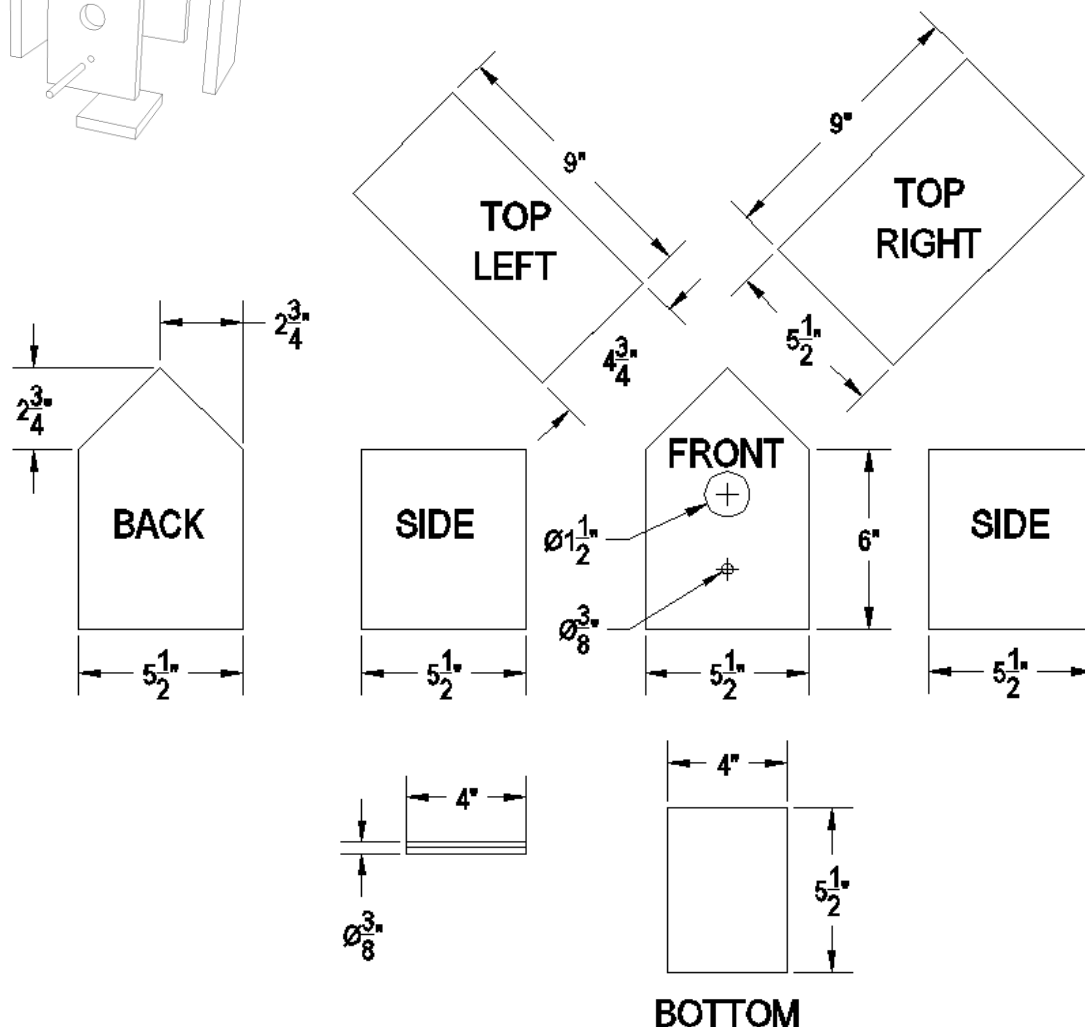 9"
9"
TOP
LEFT
TOP
RIGHT
2 3/4"
5 1/2"
4 3/4"
2 3/4"
FRONT
BACK
SIDE
Ø1 1/2"
6"
SIDE
Ø3/8"
5 1/2"
5 1/2"
5 1/2"
5 1/2"
4"
4"
5 1/2"
Ø3/8"
BOTTOM